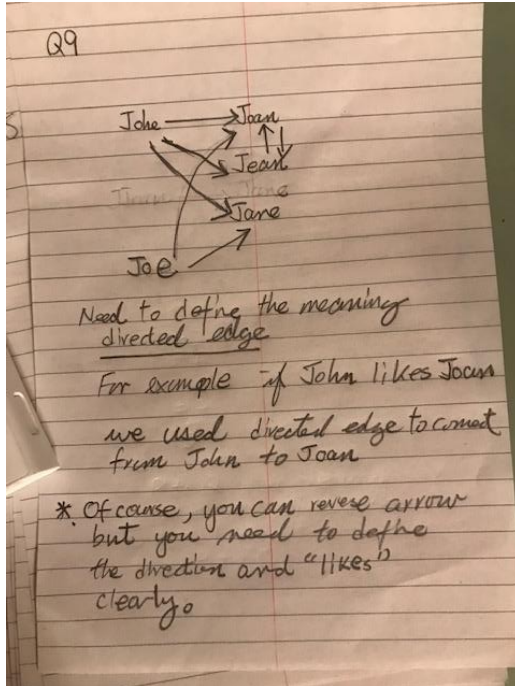 Q9
Johe Joan
Jean
Jane
Joe
Need to define the meaning
directed edge
For example if John likes Joan
we used directed edge to connect
from John to Joan
* Of course, you can revese arrow
but you need to define
the direction and "likes"
clearly.